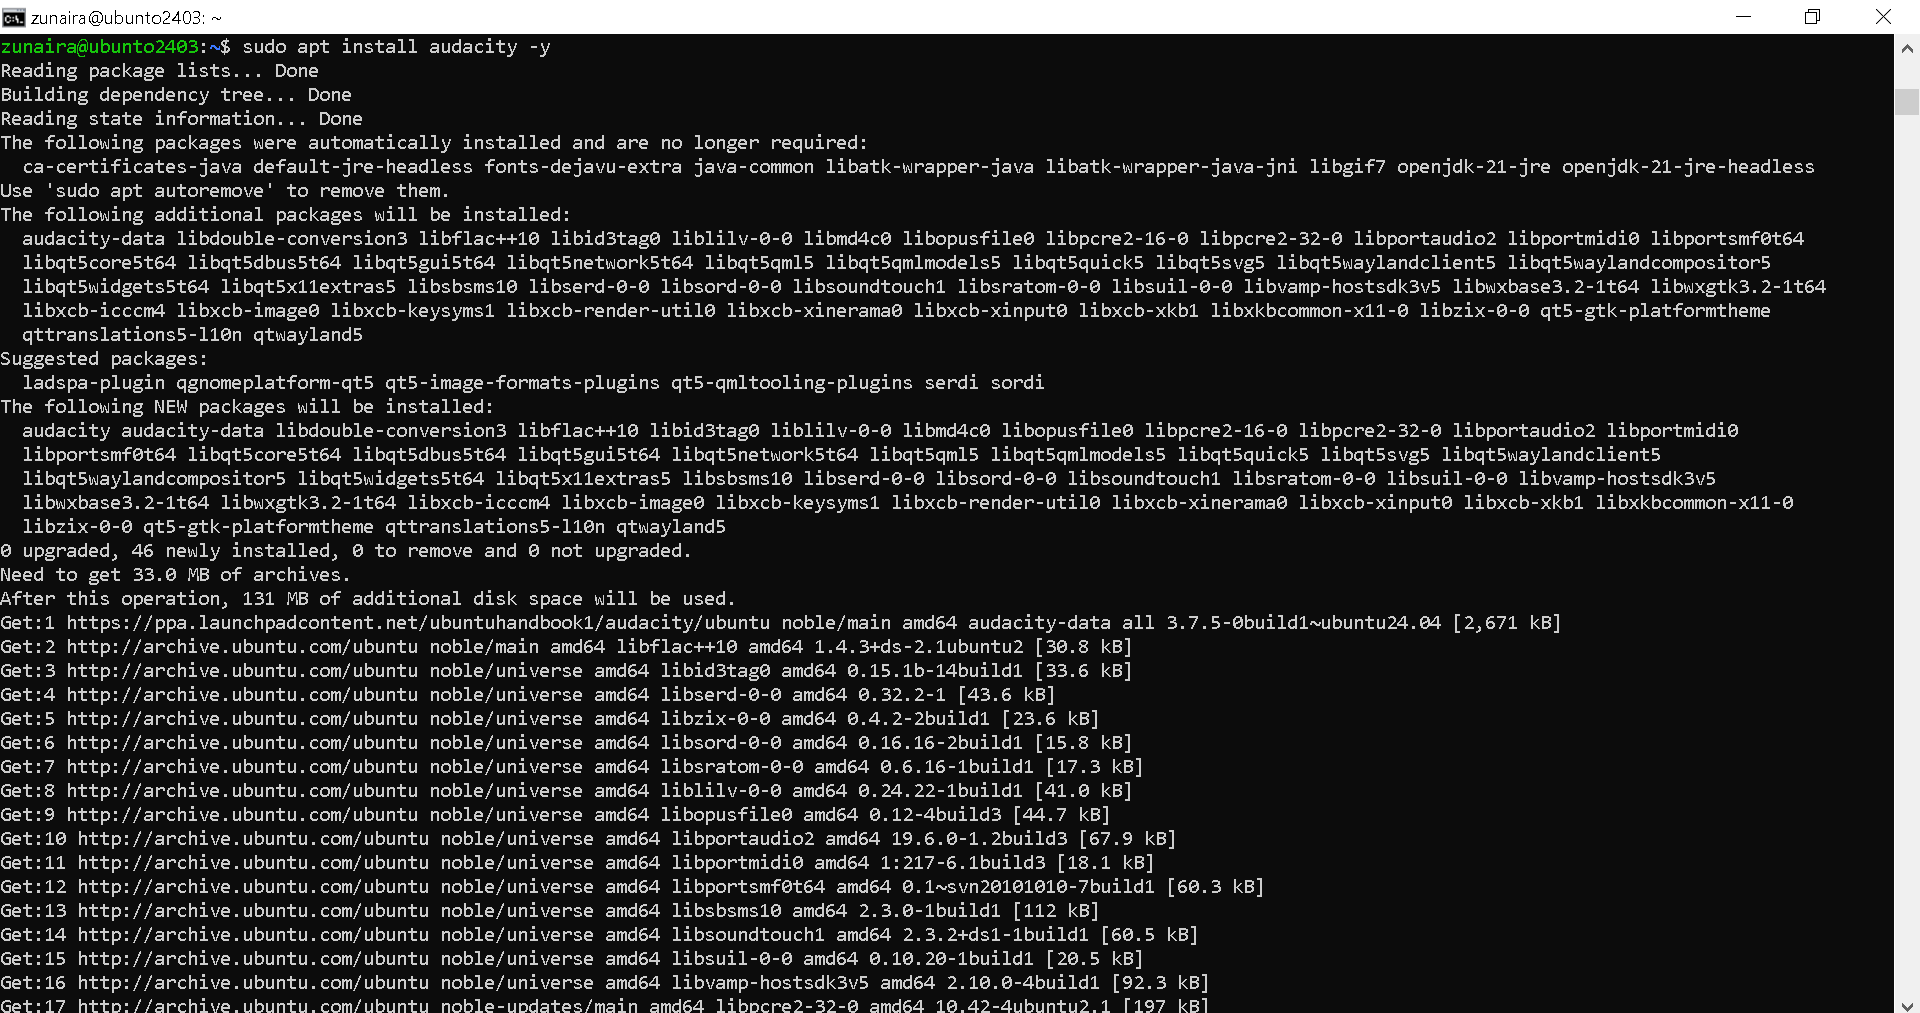 zunaira@ubunto2403: ~
zunaira@ubunto2403:~$ sudo apt install audacity -y
Reading package lists... Done
Building dependency tree... Done
Reading state information... Done
The following packages were automatically installed and are no longer required:
  ca-certificates-java default-jre-headless fonts-dejavu-extra java-common libatk-wrapper-java libatk-wrapper-java-jni libgif7 openjdk-21-jre openjdk-21-jre-headless
Use 'sudo apt autoremove' to remove them.
The following additional packages will be installed:
  audacity-data libdouble-conversion3 libflac++10 libid3tag0 liblilv-0-0 libmd4c0 libopusfile0 libpcre2-16-0 libpcre2-32-0 libportaudio2 libportmidi0 libportsmf0t64
  libqt5core5t64 libqt5dbus5t64 libqt5gui5t64 libqt5network5t64 libqt5qml5 libqt5qmlmodels5 libqt5quick5 libqt5svg5 libqt5waylandclient5 libqt5waylandcompositor5
  libqt5widgets5t64 libqt5x11extras5 libsbsms10 libserd-0-0 libsord-0-0 libsoundtouch1 libsratom-0-0 libsuil-0-0 libvamp-hostsdk3v5 libwxbase3.2-1t64 libwxgtk3.2-1t64
  libxcb-icccm4 libxcb-image0 libxcb-keysyms1 libxcb-render-util0 libxcb-xinerama0 libxcb-xinput0 libxcb-xkb1 libxkbcommon-x11-0 libzix-0-0 qt5-gtk-platformtheme
  qttranslations5-l10n qtwayland5
Suggested packages:
  ladspa-plugin qgnomeplatform-qt5 qt5-image-formats-plugins qt5-qmltooling-plugins serdi sordi
The following NEW packages will be installed:
  audacity audacity-data libdouble-conversion3 libflac++10 libid3tag0 liblilv-0-0 libmd4c0 libopusfile0 libpcre2-16-0 libpcre2-32-0 libportaudio2 libportmidi0
  libportsmf0t64 libqt5core5t64 libqt5dbus5t64 libqt5gui5t64 libqt5network5t64 libqt5qml5 libqt5qmlmodels5 libqt5quick5 libqt5svg5 libqt5waylandclient5
  libqt5waylandcompositor5 libqt5widgets5t64 libqt5x11extras5 libsbsms10 libserd-0-0 libsord-0-0 libsoundtouch1 libsratom-0-0 libsuil-0-0 libvamp-hostsdk3v5
  libwxbase3.2-1t64 libwxgtk3.2-1t64 libxcb-icccm4 libxcb-image0 libxcb-keysyms1 libxcb-render-util0 libxcb-xinerama0 libxcb-xinput0 libxcb-xkb1 libxkbcommon-x11-0
  libzix-0-0 qt5-gtk-platformtheme qttranslations5-l10n qtwayland5
0 upgraded, 46 newly installed, 0 to remove and 0 not upgraded.
Need to get 33.0 MB of archives.
After this operation, 131 MB of additional disk space will be used.
Get:1 https://ppa.launchpadcontent.net/ubuntuhandbook1/audacity/ubuntu noble/main amd64 audacity-data all 3.7.5-0build1~ubuntu24.04 [2,671 kB]
Get:2 http://archive.ubuntu.com/ubuntu noble/main amd64 libflac++10 amd64 1.4.3+ds-2.1ubuntu2 [30.8 kB]
Get:3 http://archive.ubuntu.com/ubuntu noble/universe amd64 libid3tag0 amd64 0.15.1b-14build1 [33.6 kB]
Get:4 http://archive.ubuntu.com/ubuntu noble/universe amd64 libserd-0-0 amd64 0.32.2-1 [43.6 kB]
Get:5 http://archive.ubuntu.com/ubuntu noble/universe amd64 libzix-0-0 amd64 0.4.2-2build1 [23.6 kB]
Get:6 http://archive.ubuntu.com/ubuntu noble/universe amd64 libsord-0-0 amd64 0.16.16-2build1 [15.8 kB]
Get:7 http://archive.ubuntu.com/ubuntu noble/universe amd64 libsratom-0-0 amd64 0.6.16-1build1 [17.3 kB]
Get:8 http://archive.ubuntu.com/ubuntu noble/universe amd64 liblilv-0-0 amd64 0.24.22-1build1 [41.0 kB]
Get:9 http://archive.ubuntu.com/ubuntu noble/universe amd64 libopusfile0 amd64 0.12-4build3 [44.7 kB]
Get:10 http://archive.ubuntu.com/ubuntu noble/universe amd64 libportaudio2 amd64 19.6.0-1.2build3 [67.9 kB]
Get:11 http://archive.ubuntu.com/ubuntu noble/universe amd64 libportmidi0 amd64 1:217-6.1build3 [18.1 kB]
Get:12 http://archive.ubuntu.com/ubuntu noble/universe amd64 libportsmf0t64 amd64 0.1~svn20101010-7build1 [60.3 kB]
Get:13 http://archive.ubuntu.com/ubuntu noble/universe amd64 libsbsms10 amd64 2.3.0-1build1 [112 kB]
Get:14 http://archive.ubuntu.com/ubuntu noble/universe amd64 libsoundtouch1 amd64 2.3.2+ds1-1build1 [60.5 kB]
Get:15 http://archive.ubuntu.com/ubuntu noble/universe amd64 libsuil-0-0 amd64 0.10.20-1build1 [20.5 kB]
Get:16 http://archive.ubuntu.com/ubuntu noble/universe amd64 libvamp-hostsdk3v5 amd64 2.10.0-4build1 [92.3 kB]
Get:17 http://archive.ubuntu.com/ubuntu noble-updates/main amd64 libpcre2-32-0 amd64 10.42-4ubuntu2.1 [197 kB]